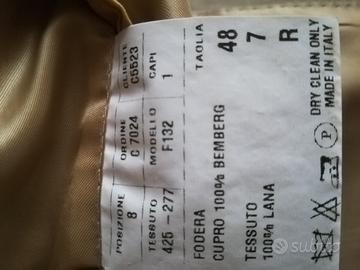 POSIZIONE
8
ORDINE
C 7024
CLIENTE
C5523
TESSUTO
425-277
MODELLO
F132
CAPI
1
TAGLIA
48
7
R
FODERA
CUPRO 100% BEMBERG
TESSUTO
100% LANA
P
DRY CLEAN ONLY
MADE IN ITALY
subito